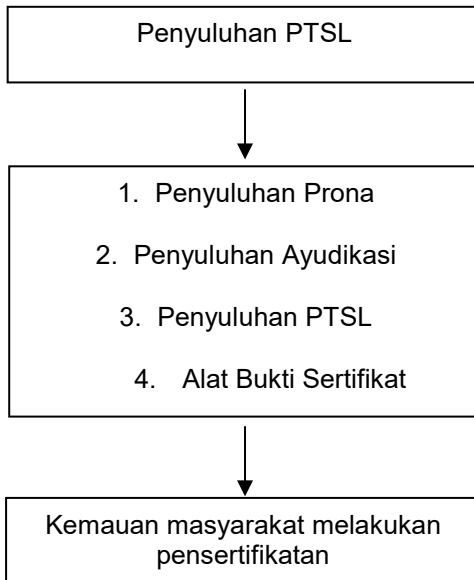 Penyuluhan PTSL
1. Penyuluhan Prona
2. Penyuluhan Ayudikasi
3. Penyuluhan PTSL
4. Alat Bukti Sertifikat
Kemauan masyarakat melakukan
pensertifikatan